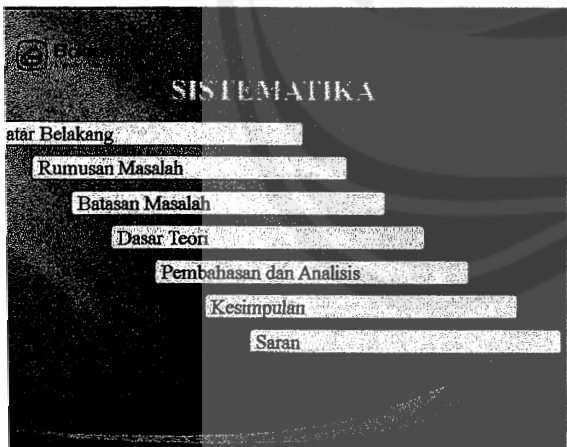 SISTEMATIKA
atar Belakang
Rumusan Masalah
Batasan Masalah
Dasar Teori
Pembahasan dan Analisis
Kesimpulan
Saran